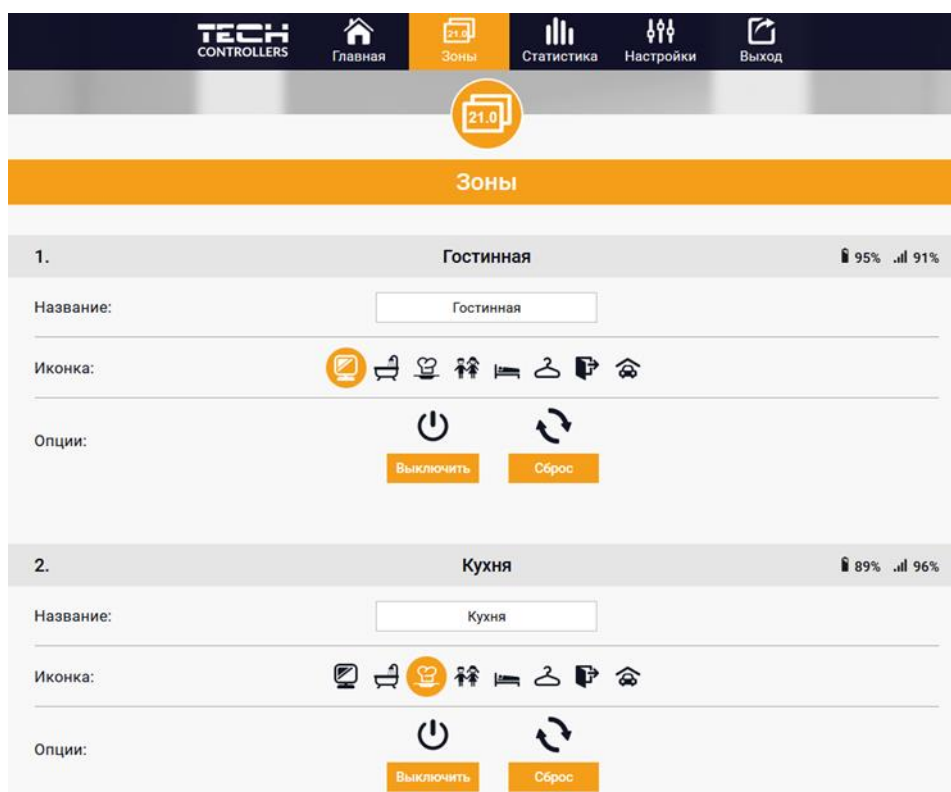 TECH
CONTROLLERS
Главная
21.0
Зоны
Статистика
Настройки
Выход
21.0
Зоны
1. Гостинная 95% 91%
Название: Гостинная
Иконка:
Опции:
Выключить Сброс
2. Кухня 89% 96%
Название: Кухня
Иконка:
Опции:
Выключить Сброс